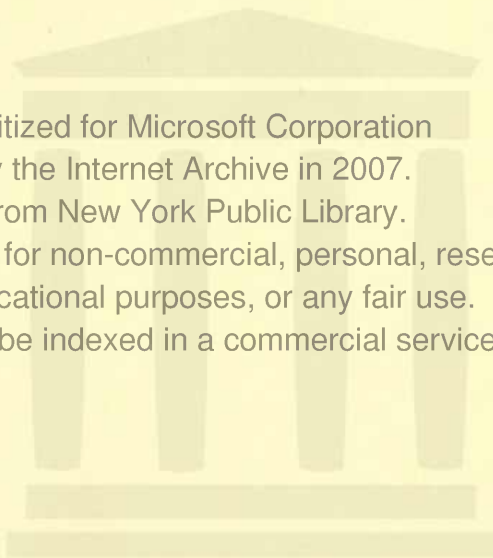 itized for Microsoft Corporation
the Internet Archive in 2007.
rom New York Public Library.
for non-commercial, personal, rese
cational purposes, or any fair use.
be indexed in a commercial service